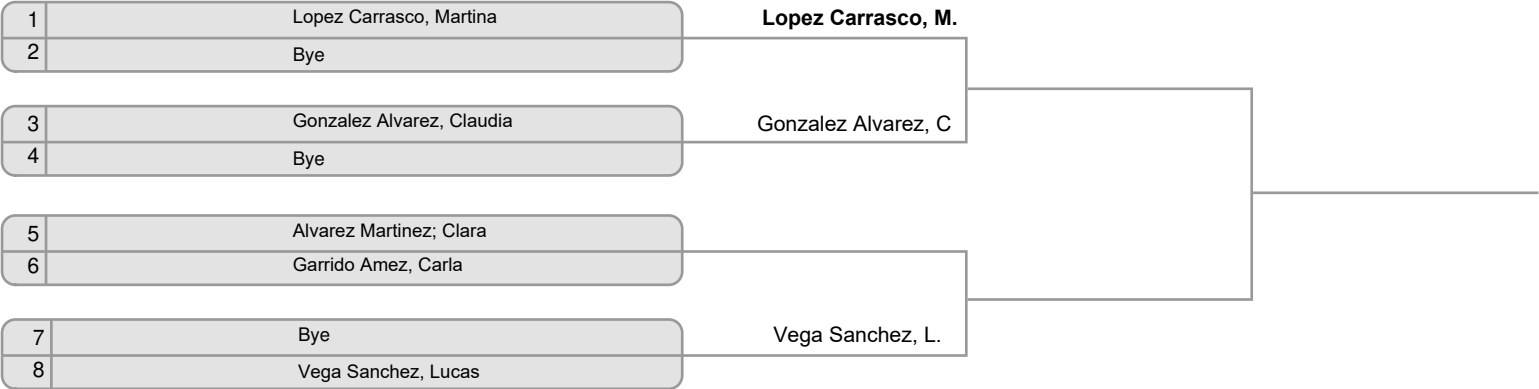 1 Lopez Carrasco, Martina Lopez Carrasco, M.
2 Bye
3 Gonzalez Alvarez, Claudia Gonzalez Alvarez, C
4 Bye
5 Alvarez Martinez; Clara
6 Garrido Amez, Carla
7 Bye Vega Sanchez, L.
8 Vega Sanchez, Lucas